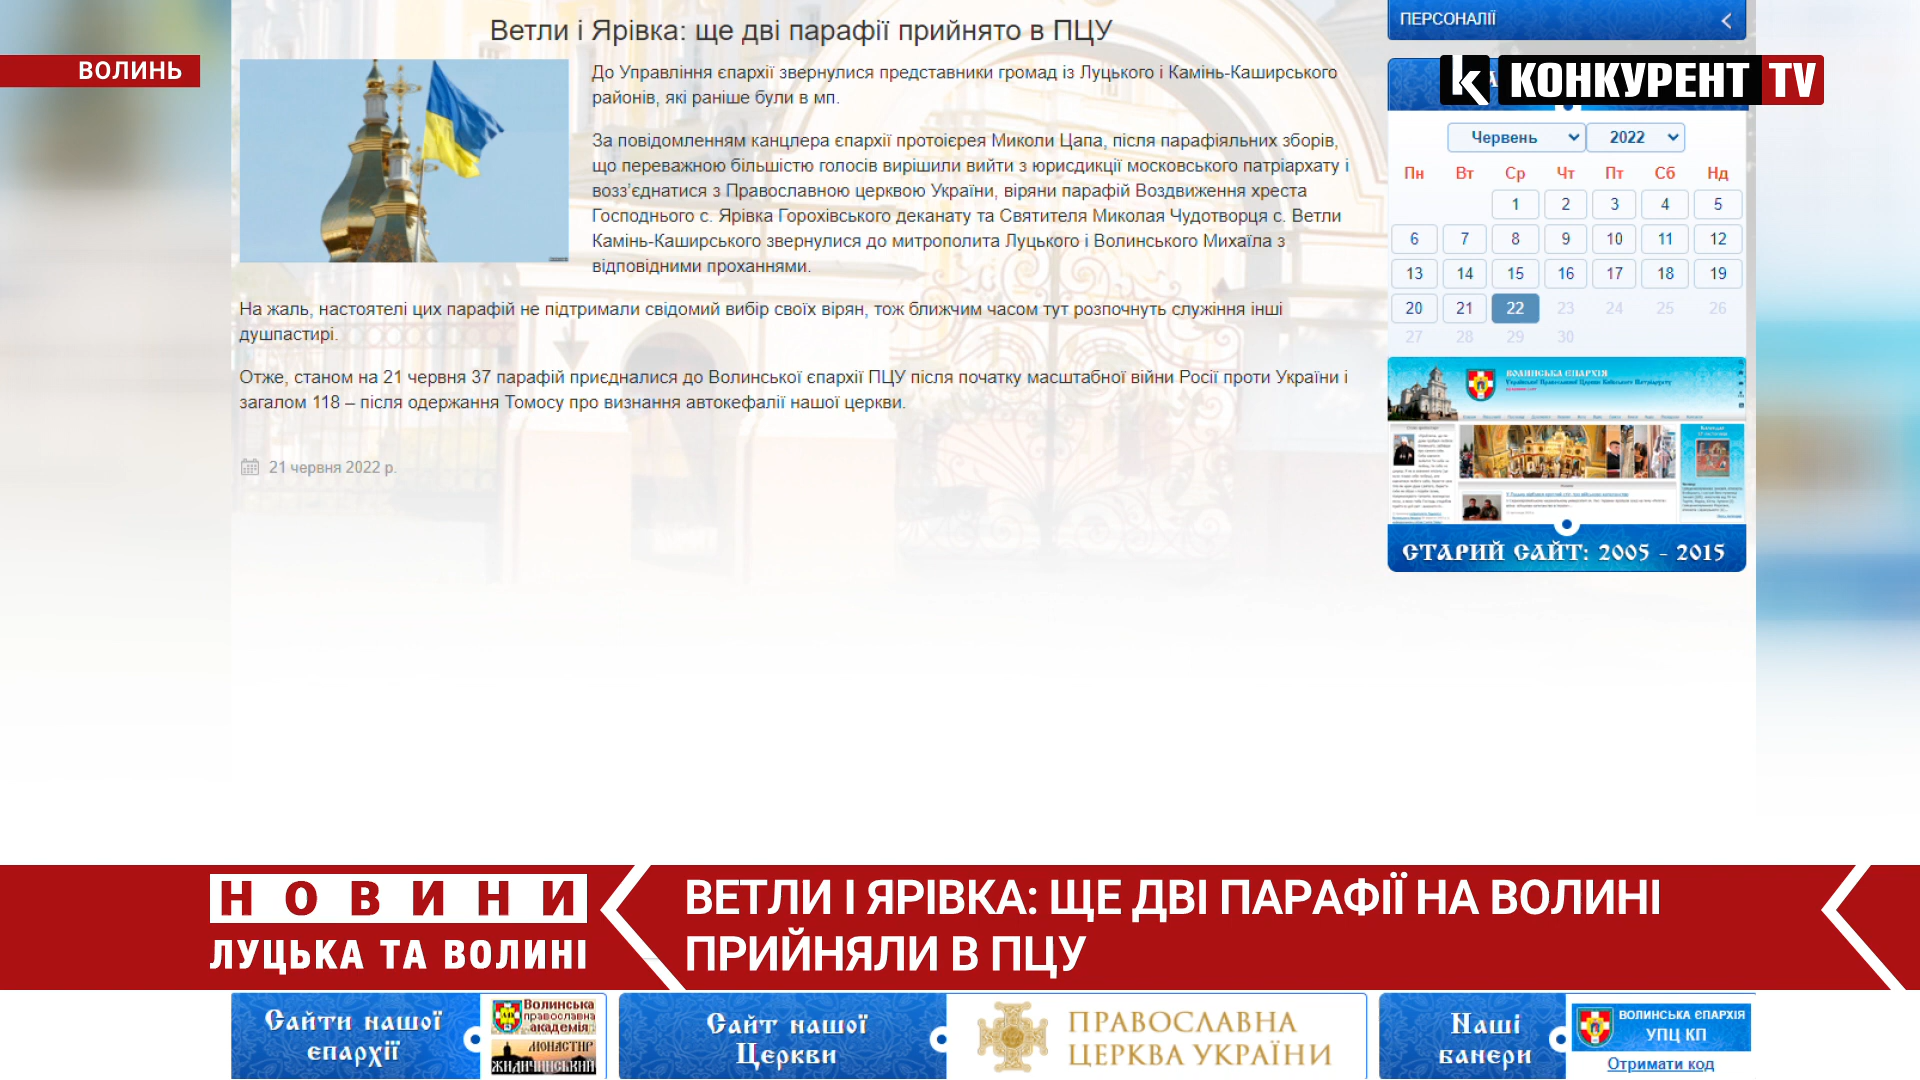 Ветли і Ярівка: ще дві парафії прийнято в ПЦУ
ВОЛИНЬ
До Управління єпархії звернулися представники громад із Луцького і Камінь-Каширського
районів, які раніше були в мп.
За повідомленням канцлера єпархії протоієрея Миколи Цапа, після парафіяльних зборів,
що переважною більшістю голосів вирішили вийти з юрисдикції московського патріархату і
возз’єднатися з Православною церквою України, віряни парафій Воздвиження хреста
Господнього с. Ярівка Горохівського деканату та Святителя Миколая Чудотворця с. Ветли
Камінь-Каширського звернулися до митрополита Луцького і Волинського Михаїла з
відповідними проханнями.
На жаль, настоятелі цих парафій не підтримали свідомий вибір своїх вірян, тож ближчим часом тут розпочнуть служіння інші
душпастирі.
Отже, станом на 21 червня 37 парафій приєдналися до Волинської єпархії ПЦУ після початку масштабної війни Росії проти України і
загалом 118 – після одержання Томосу про визнання автокефалії нашої церкви.
21 червня 2022 р.
ПЕРСОНАЛІЇ
КОНКУРЕНТ TV
Червень 2022
Пн Вт Ср Чт Пт Сб Нд
1 2 3 4 5
6 7 8 9 10 11 12
13 14 15 16 17 18 19
20 21 22 23 24 25 26
27 28 29 30
ВОЛИНСЬКА ЄПАРХІЯ
Української Православної Церкви Київського Патріархату
СТАРИЙ САЙТ: 2005 - 2015
НОВИНИ
ЛУЦЬКА ТА ВОЛИНІ
ВЕТЛИ І ЯРІВКА: ЩЕ ДВІ ПАРАФІЇ НА ВОЛИНІ
ПРИЙНЯЛИ В ПЦУ
Сайти нашої
єпархії
Волинська
православна
академія
МОНАСТИР
ЖИДИЧИНСЬКИЙ
Сайт нашої
Церкви
ПРАВОСЛАВНА
ЦЕРКВА УКРАЇНИ
Наші
банери
ВОЛИНСЬКА ЄПАРХІЯ
УПЦ КП
Отримати код